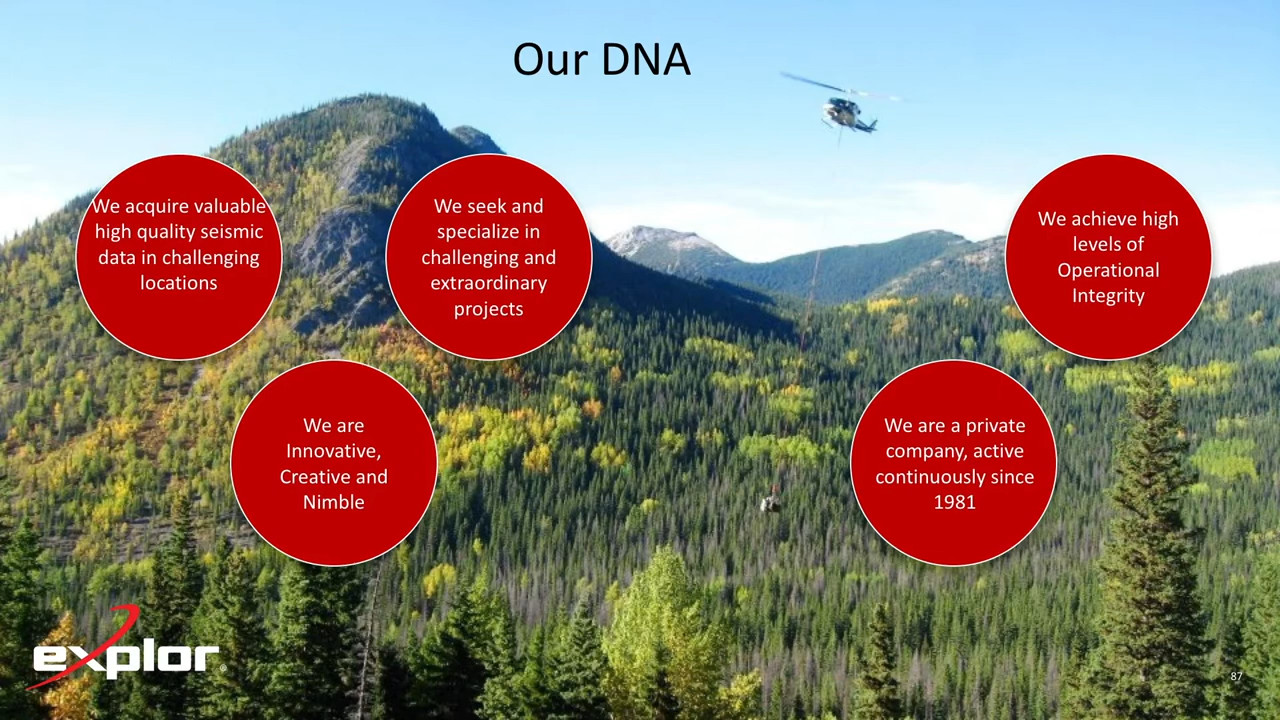 Our DNA
We acquire valuable
high quality seismic
data in challenging
locations
We seek and
specialize in
challenging and
extraordinary
projects
We achieve high
levels of
Operational
Integrity
We are
Innovative,
Creative and
Nimble
We are a private
company, active
continuously since
1981
explor®
87